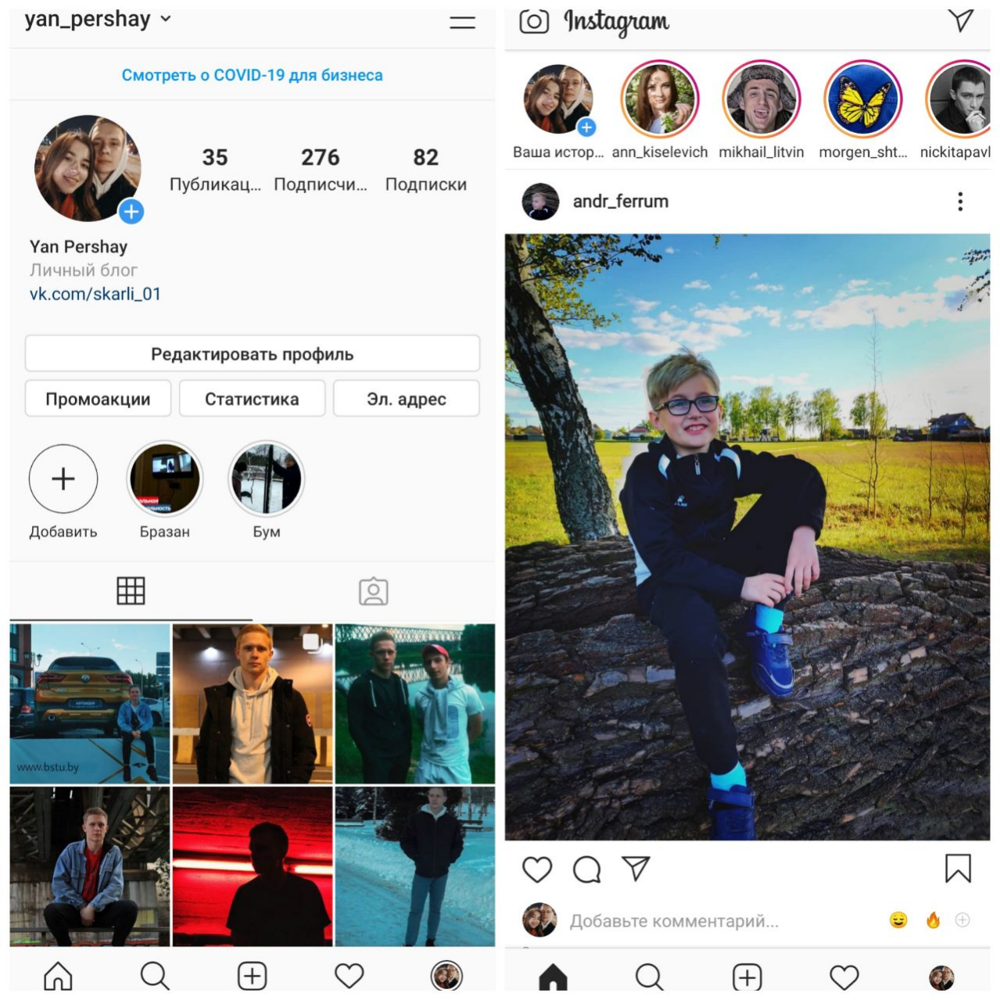 yan_pershay
Смотреть о COVID-19 для бизнеса
35 276 82
Публикац... Подписчи... Подписки
Yan Pershay
Личный блог
vk.com/skarli_01
Редактировать профиль
Промоакции Статистика Эл. адрес
Добавить Бразан Бум
www.bstu.by
Instagram
Ваша истор... ann_kiselevich mikhail_litvin morgen_sht... nickitapavl
andr_ferrum
Добавьте комментарий...